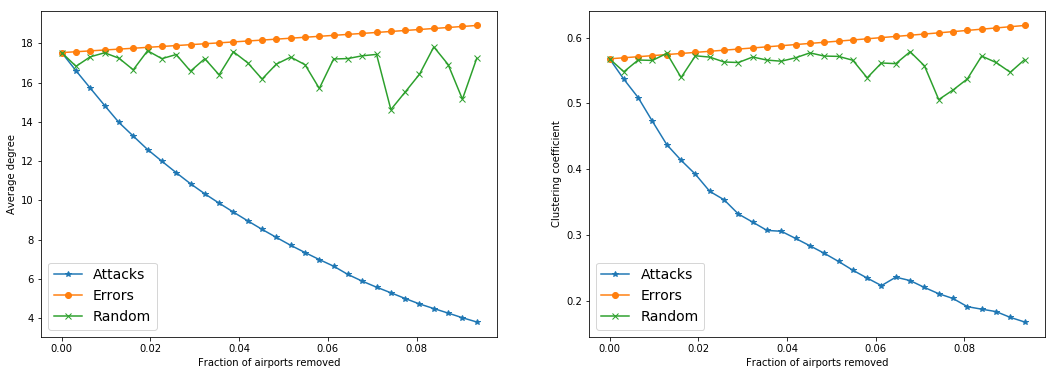 18
16
14
12
10
8
6
4
Average degree
Attacks
Errors
Random
0.00
0.02
0.04
0.06
0.08
Fraction of airports removed
0.6
0.5
0.4
0.3
0.2
Clustering coefficient
Attacks
Errors
Random
0.00
0.02
0.04
0.06
0.08
Fraction of airports removed